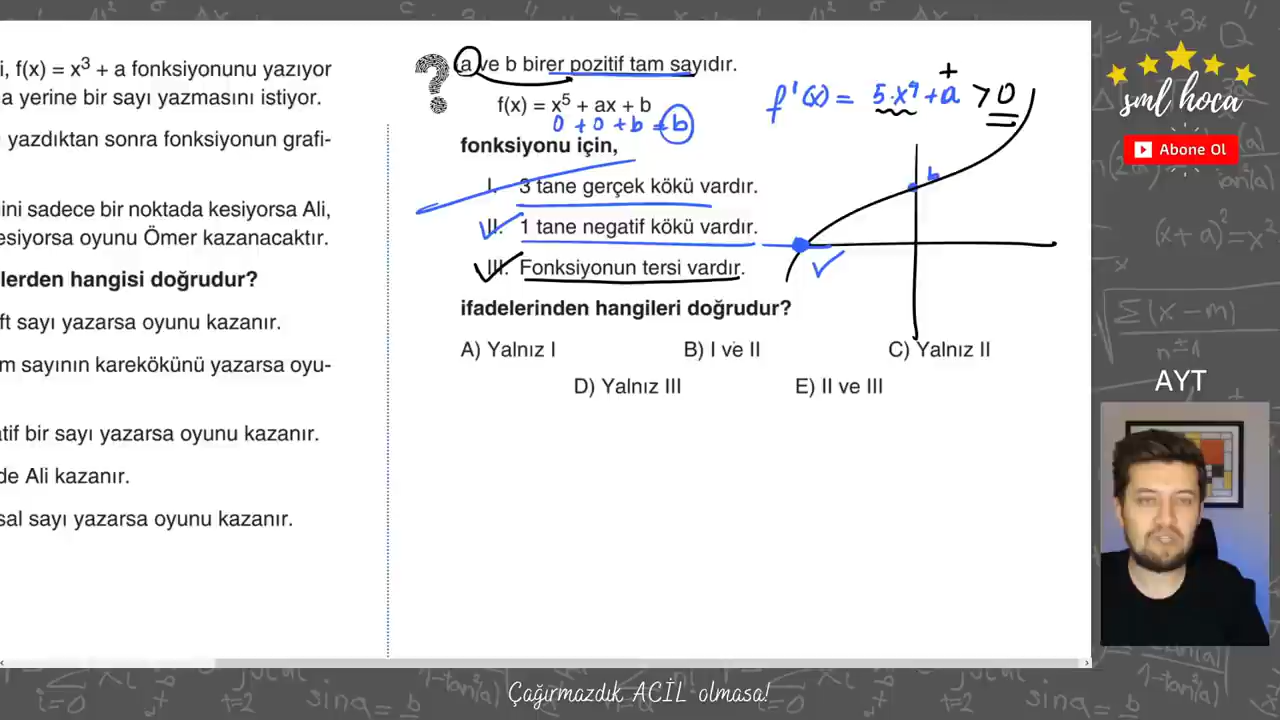 i, f(x) = x³ + a fonksiyonunu yazıyor
a yerine bir sayı yazmasını istiyor.
yazdıktan sonra fonksiyonun grafi-
ini sadece bir noktada kesiyorsa Ali,
esiyorsa oyunu Ömer kazanacaktır.
lerden hangisi doğrudur?
ft sayı yazarsa oyunu kazanır.
m sayının karekökünü yazarsa oyu-
atif bir sayı yazarsa oyunu kazanır.
de Ali kazanır.
sal sayı yazarsa oyunu kazanır.
a ve b birer pozitif tam sayıdır.
f(x) = x⁵ + ax + b
0 + 0 + b = b
fonksiyonu için,
I. 3 tane gerçek kökü vardır.
II. 1 tane negatif kökü vardır.
III. Fonksiyonun tersi vardır.
ifadelerinden hangileri doğrudur?
A) Yalnız I B) I ve II C) Yalnız II
D) Yalnız III E) II ve III
+
f'(x) = 5.x⁴ + a > 0
b
sml hoca
Abone Ol
AYT
Çağırmazdık ACİL olmasa!